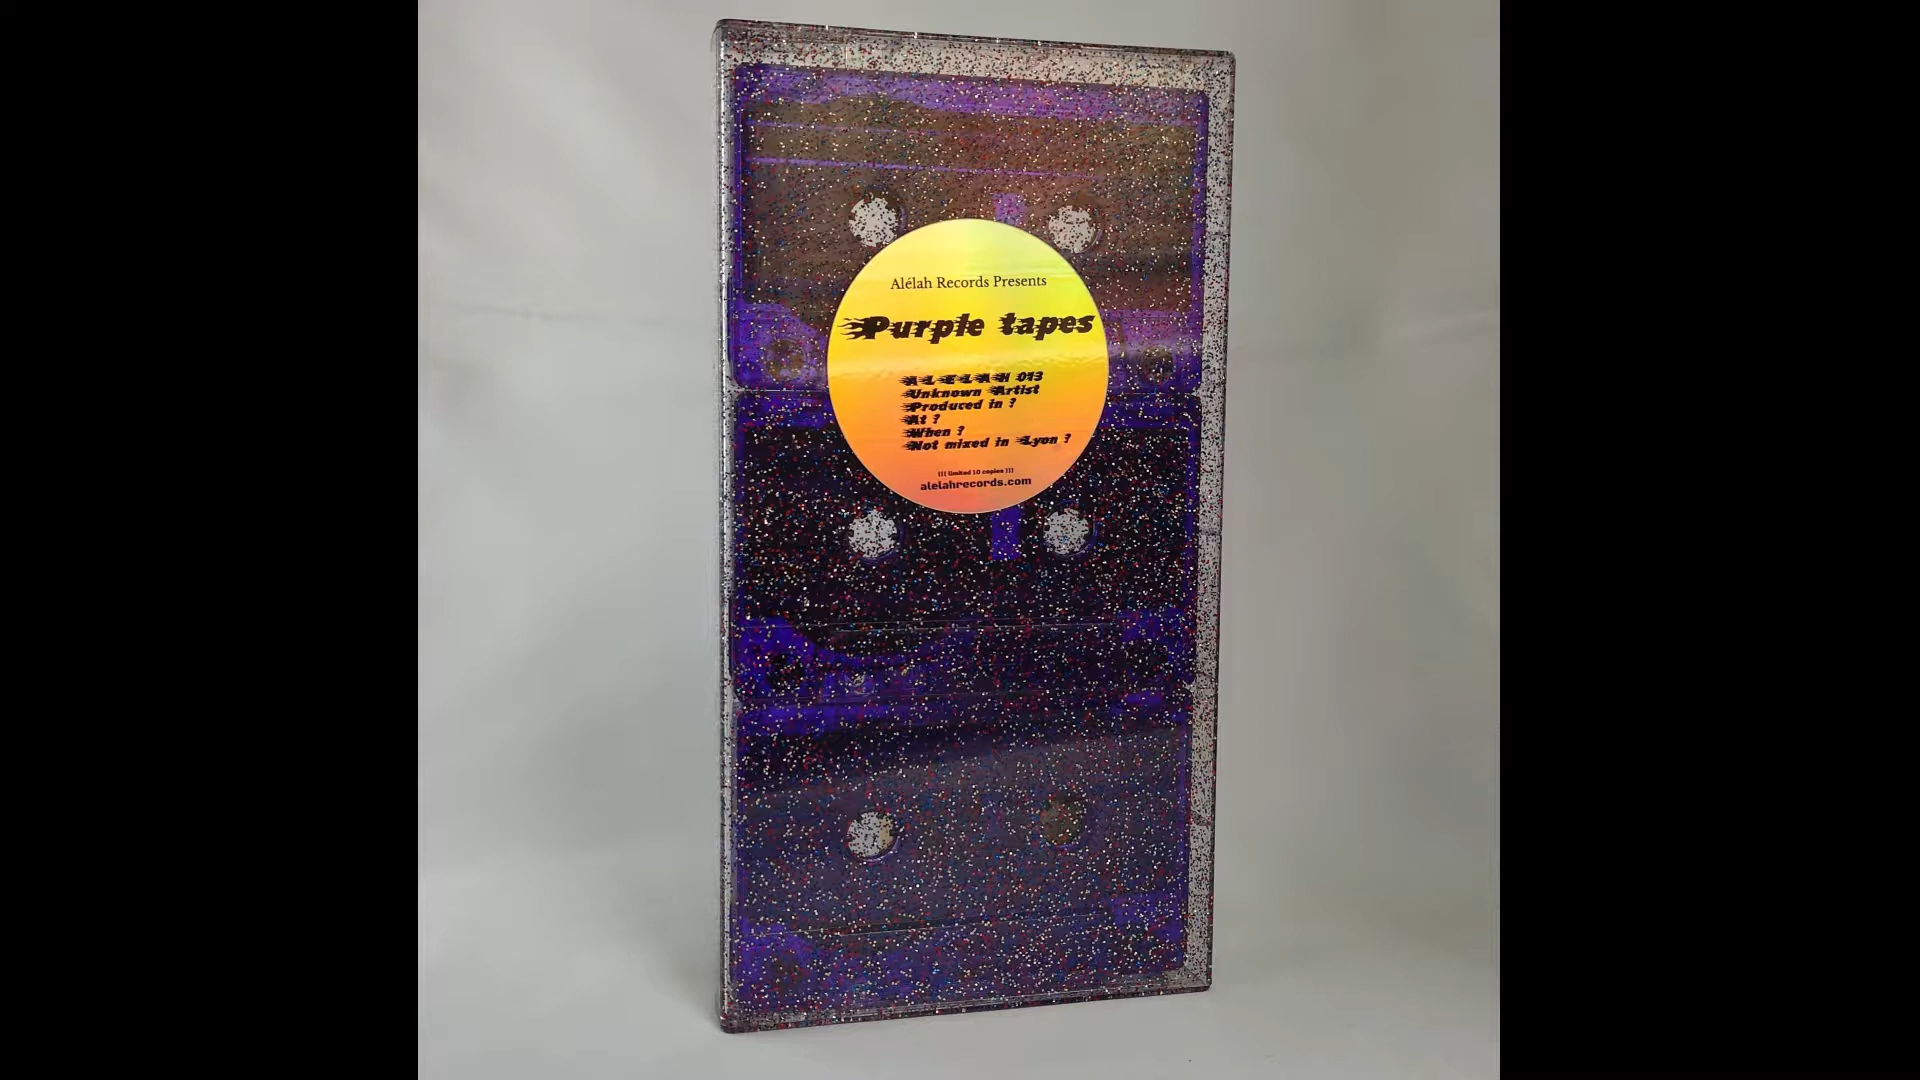 Alélah Records Presents
Purple tapes
ALELAH 013
Unknown Artist
Produced in ?
At ?
When ?
Not mixed in Lyon ?
((( limited 10 copies )))
alelahrecords.com